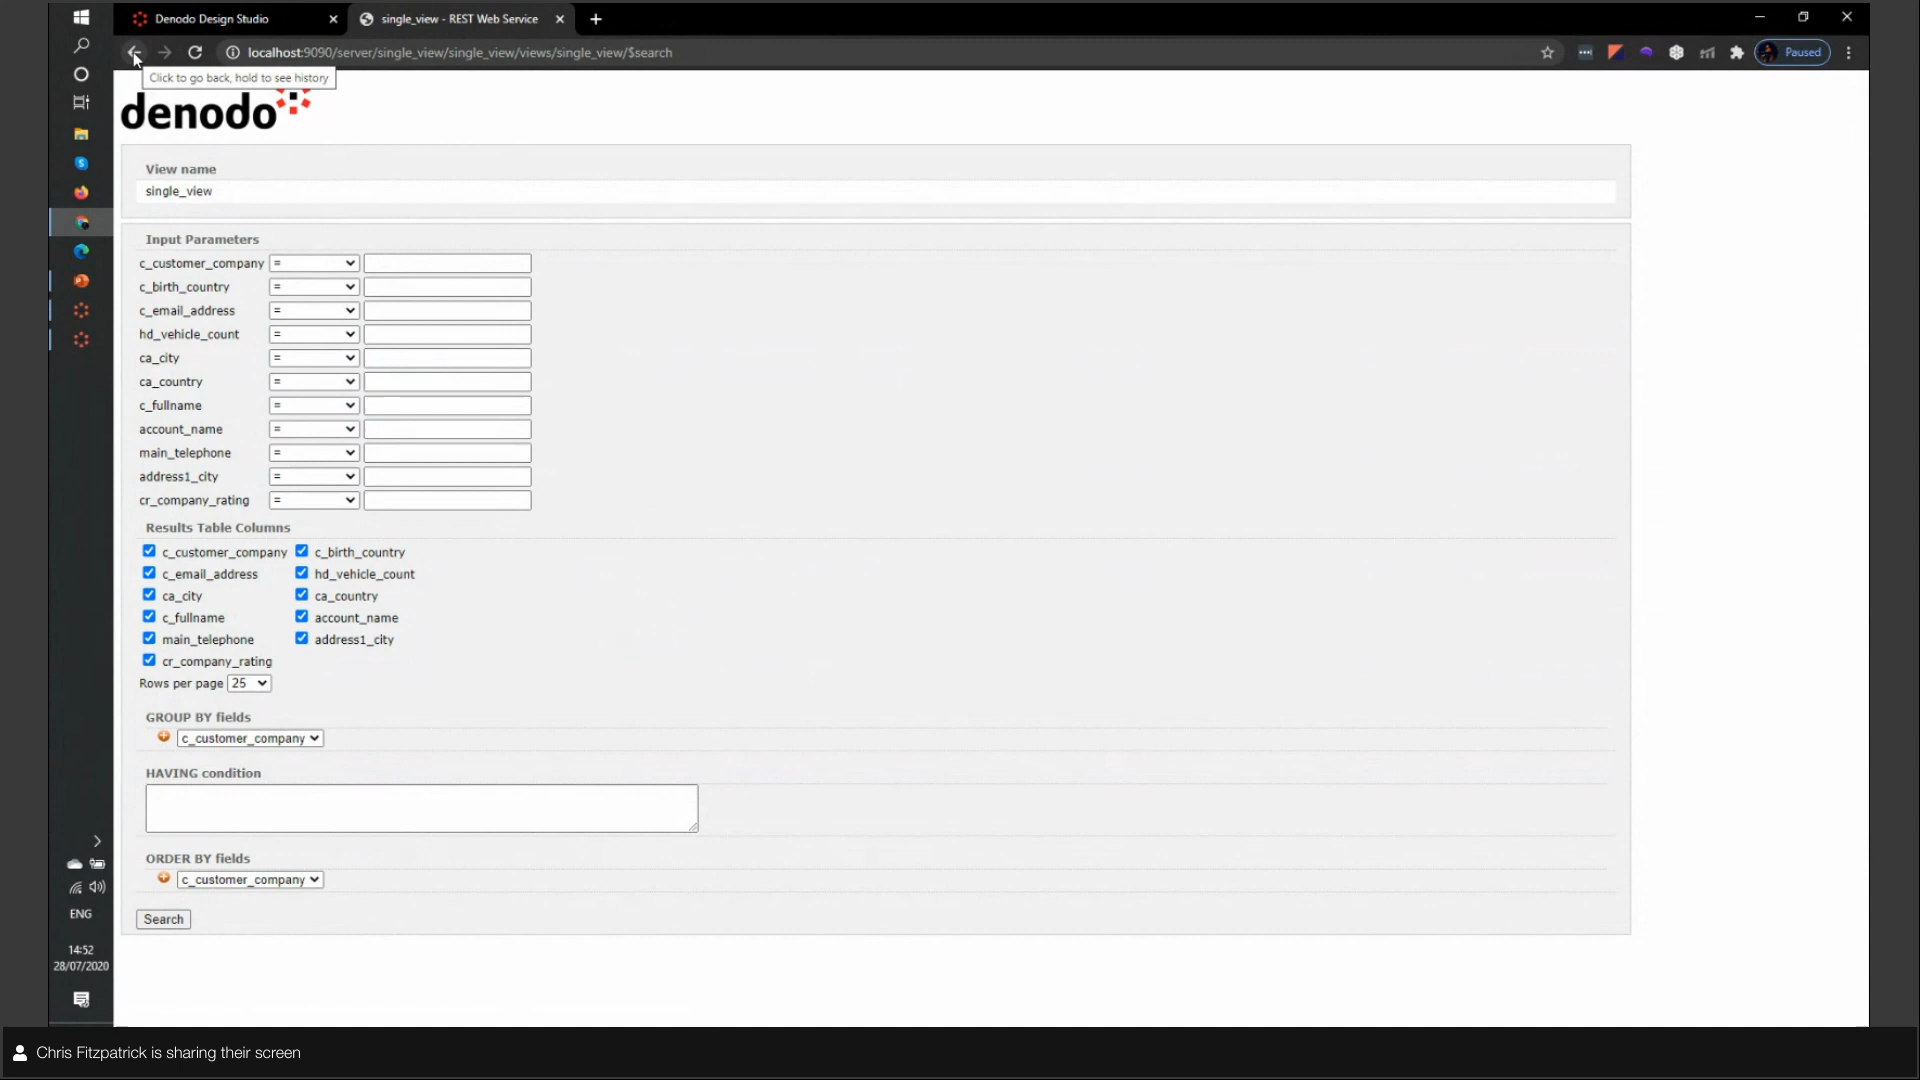 Denodo Design Studio
single_view - REST Web Service
localhost:9090/server/single_view/single_view/views/single_view/$search
Paused
Click to go back, hold to see history
denodo
View name
single_view
Input Parameters
c_customer_company =
c_birth_country =
c_email_address =
hd_vehicle_count =
ca_city =
ca_country =
c_fullname =
account_name =
main_telephone =
address1_city =
cr_company_rating =
Results Table Columns
c_customer_company c_birth_country
c_email_address hd_vehicle_count
ca_city ca_country
c_fullname account_name
main_telephone address1_city
cr_company_rating
Rows per page 25
GROUP BY fields
c_customer_company
HAVING condition
ORDER BY fields
c_customer_company
Search
ENG
14:52
28/07/2020
Chris Fitzpatrick is sharing their screen